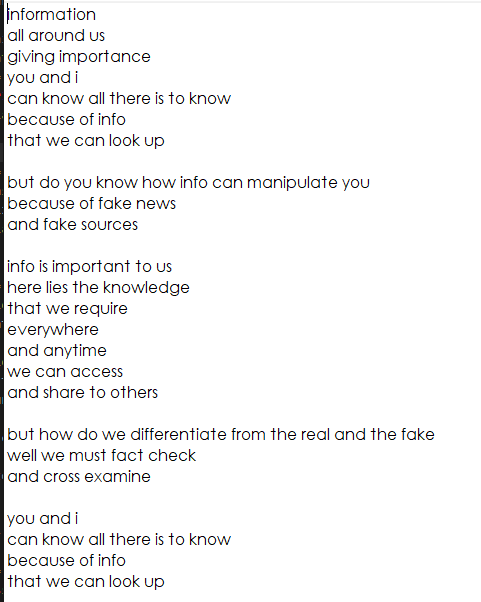 information
all around us
giving importance
you and i
can know all there is to know
because of info
that we can look up

but do you know how info can manipulate you
because of fake news
and fake sources

info is important to us
here lies the knowledge
that we require
everywhere
and anytime
we can access
and share to others

but how do we differentiate from the real and the fake
well we must fact check
and cross examine

you and i
can know all there is to know
because of info
that we can look up